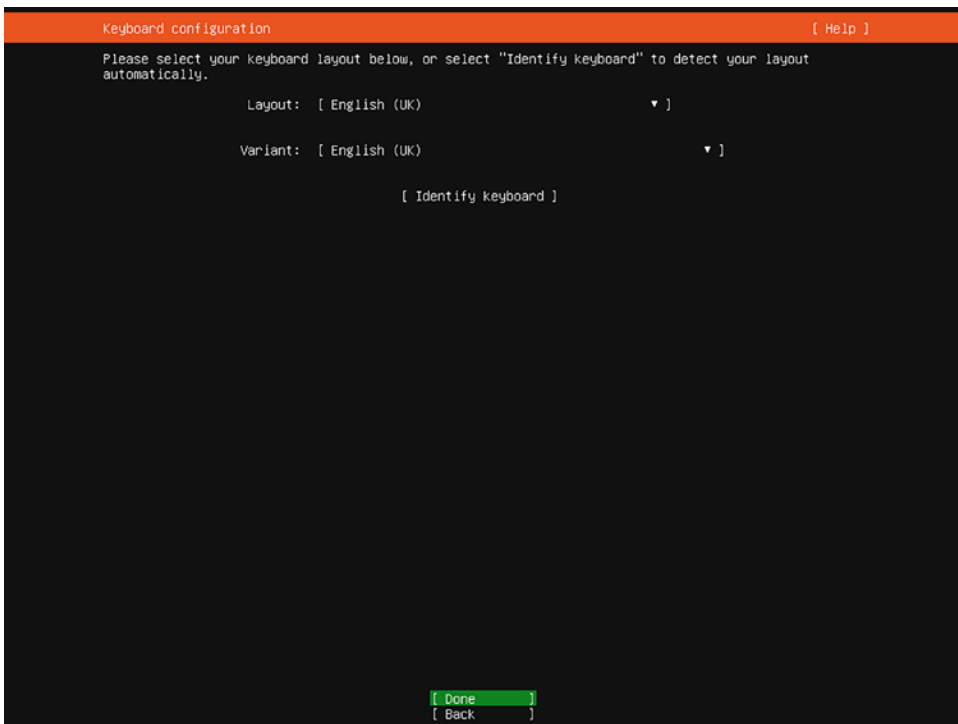 Keyboard configuration [ Help ]
Please select your keyboard layout below, or select "Identify keyboard" to detect your layout
automatically.
Layout: [ English (UK) ▾ ]
Variant: [ English (UK) ▾ ]
[ Identify keyboard ]
[ Done ]
[ Back ]